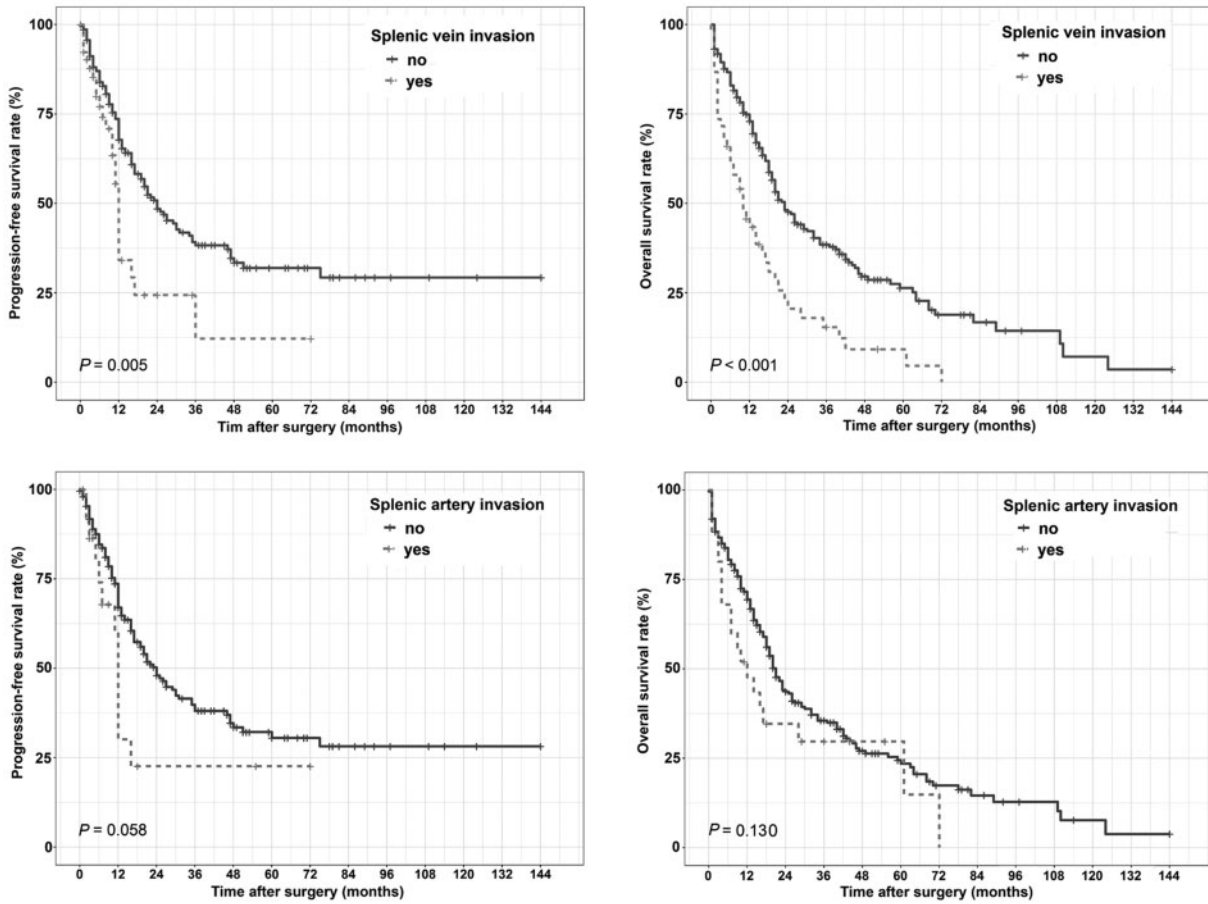 Progression-free survival rate (%)
100
75
50
25
0
Splenic vein invasion
no
yes
P = 0.005
0 12 24 36 48 60 72 84 96 108 120 132 144
Tim after surgery (months)
Overall survival rate (%)
100
75
50
25
0
Splenic vein invasion
no
yes
P < 0.001
0 12 24 36 48 60 72 84 96 108 120 132 144
Time after surgery (months)
Progression-free survival rate (%)
100
75
50
25
0
Splenic artery invasion
no
yes
P = 0.058
0 12 24 36 48 60 72 84 96 108 120 132 144
Time after surgery (months)
Overall survival rate (%)
100
75
50
25
0
Splenic artery invasion
no
yes
P = 0.130
0 12 24 36 48 60 72 84 96 108 120 132 144
Time after surgery (months)